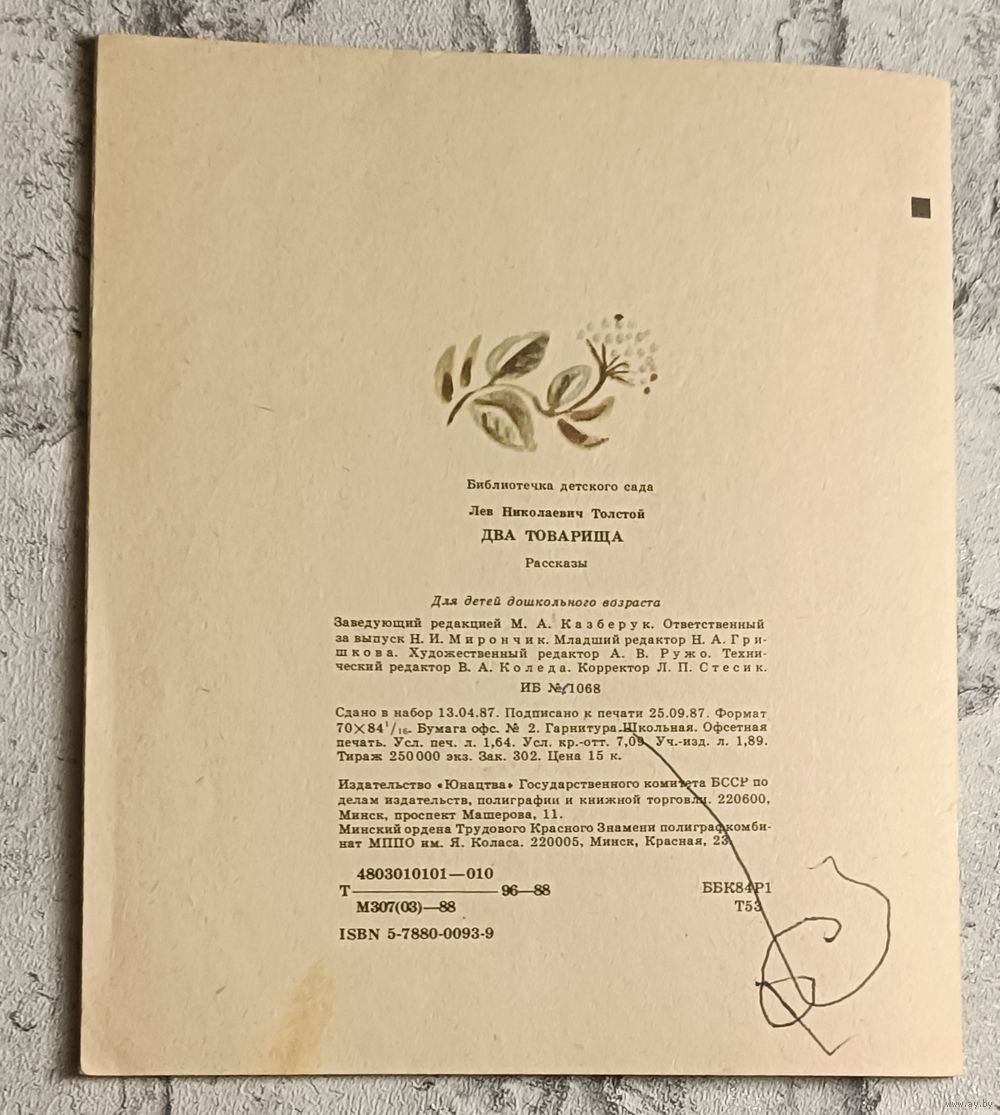 Библиотечка детского сада
Лев Николаевич Толстой
ДВА ТОВАРИЩА
Рассказы
Для детей дошкольного возраста
Заведующий редакцией М. А. Казберук. Ответственный
за выпуск Н. И. Мирончик. Младший редактор Н. А. Гри-
шкова. Художественный редактор А. В. Ружо. Техни-
ческий редактор В. А. Коледа. Корректор Л. П. Стесик.
ИБ № 1068
Сдано в набор 13.04.87. Подписано к печати 25.09.87. Формат
70×84¹/₁₆. Бумага офс. № 2. Гарнитура Школьная. Офсетная
печать. Усл. печ. л. 1,64. Усл. кр.-отт. 7,09. Уч.-изд. л. 1,89.
Тираж 250000 экз. Зак. 302. Цена 15 к.
Издательство «Юнацтва» Государственного комитета БССР по
делам издательств, полиграфии и книжной торговли. 220600,
Минск, проспект Машерова, 11.
Минский ордена Трудового Красного Знамени полиграфкомби-
нат МППО им. Я. Коласа. 220005, Минск, Красная, 23.
4803010101—010
Т 96—88
М307(03)—88
ББК84Р1
Т53
ISBN 5-7880-0093-9
www.ay.by